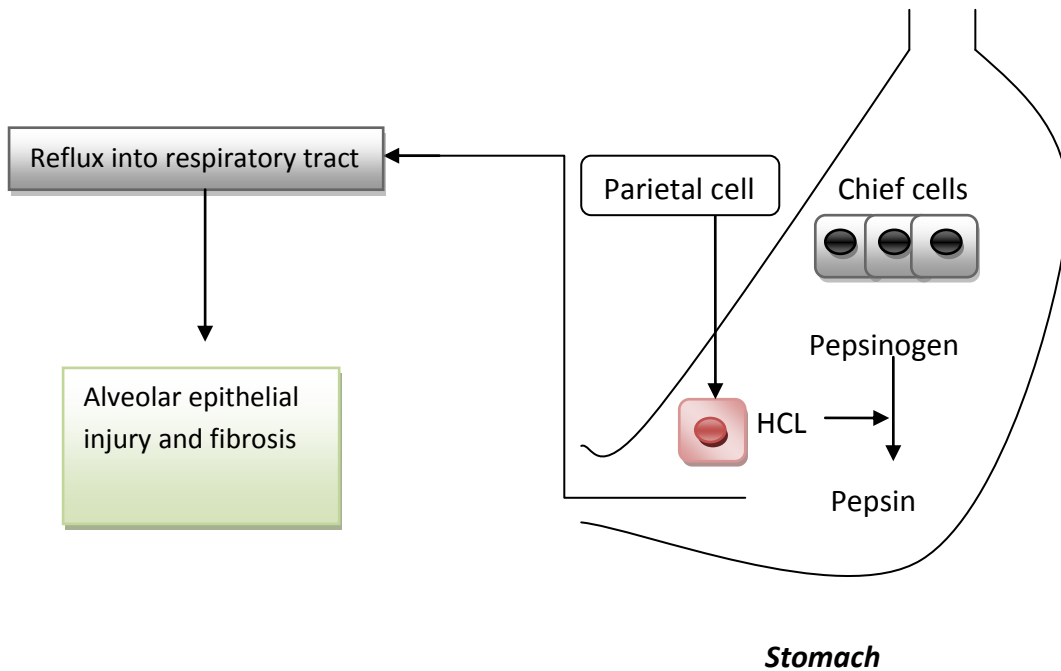 Reflux into respiratory tract
Parietal cell
Chief cells
Pepsinogen
Alveolar epithelial
injury and fibrosis
HCL
Pepsin
Stomach